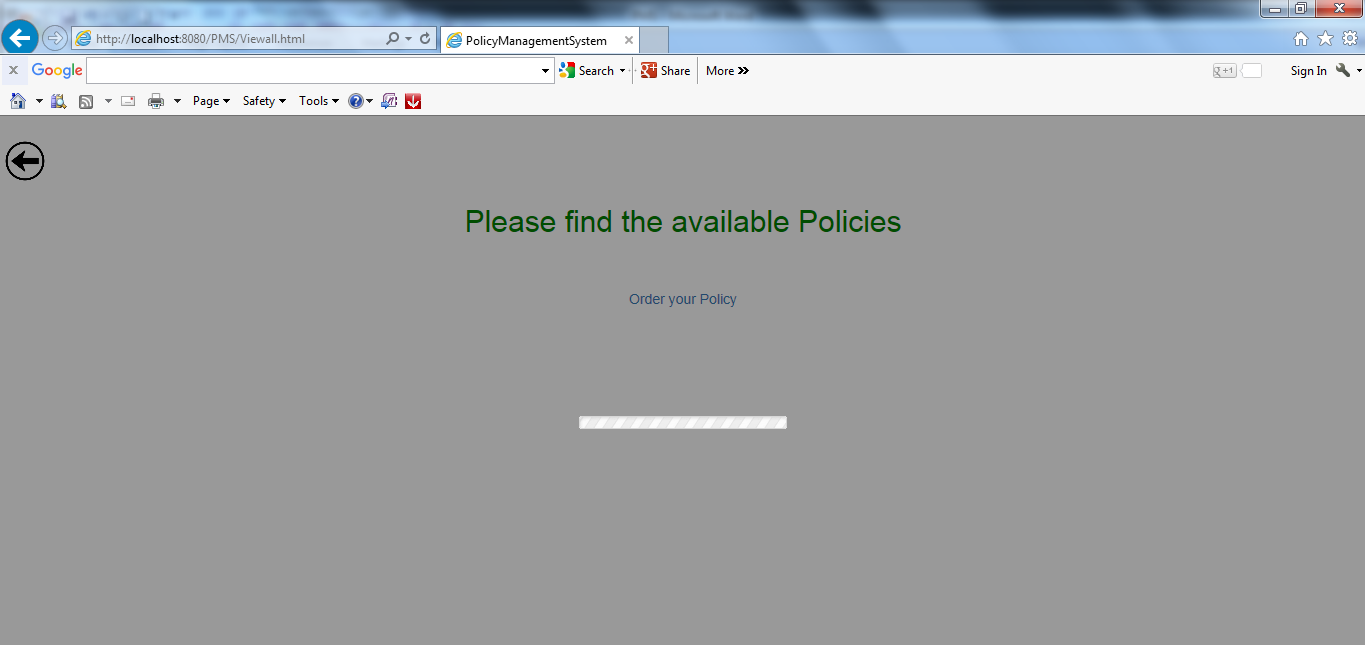 http://localhost:8080/PMS/Viewall.html
PolicyManagementSystem
x Google Search Share More » g +1 Sign In
Page Safety Tools
Please find the available Policies
Order your Policy